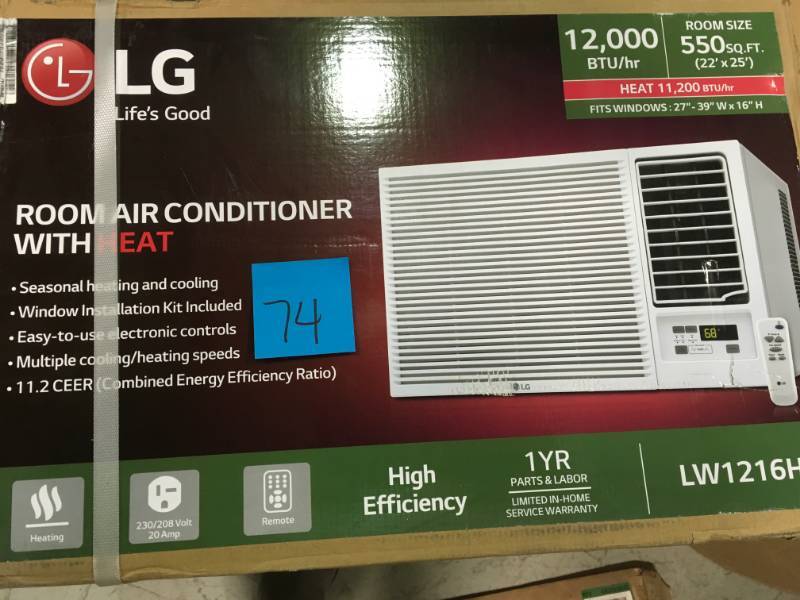 LG
Life's Good
12,000
BTU/hr
ROOM SIZE
550 SQ.FT.
(22' x 25')
HEAT 11,200 BTU/hr
FITS WINDOWS : 27" - 39" W x 16" H
ROOM AIR CONDITIONER
WITH HEAT
• Seasonal heating and cooling
• Window Installation Kit Included
• Easy-to-use electronic controls
• Multiple cooling/heating speeds
• 11.2 CEER (Combined Energy Efficiency Ratio)
74
68
LG
Heating
230/208 Volt
20 Amp
Remote
High
Efficiency
1YR
PARTS & LABOR
LIMITED IN-HOME
SERVICE WARRANTY
LW1216H